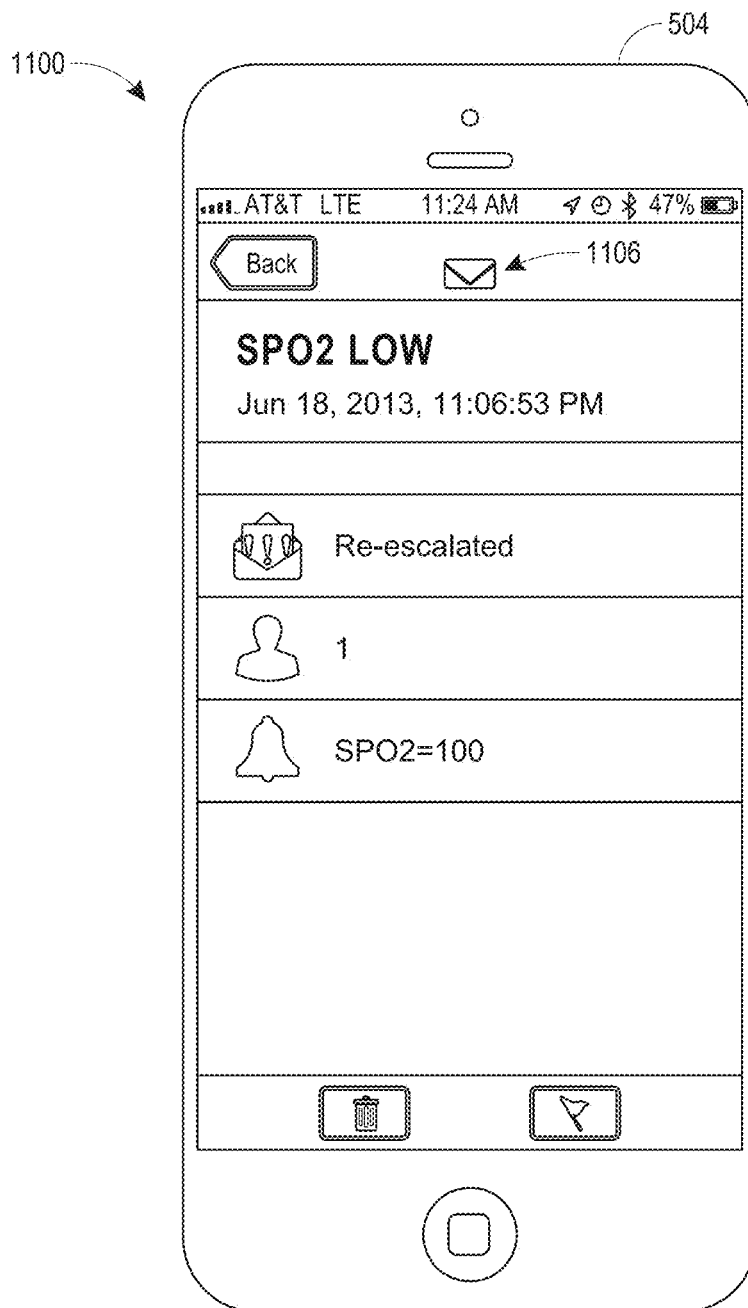 504
1100
AT&T LTE 11:24 AM 47%
Back
1106
SPO2 LOW
Jun 18, 2013, 11:06:53 PM
Re-escalated
1
SPO2=100